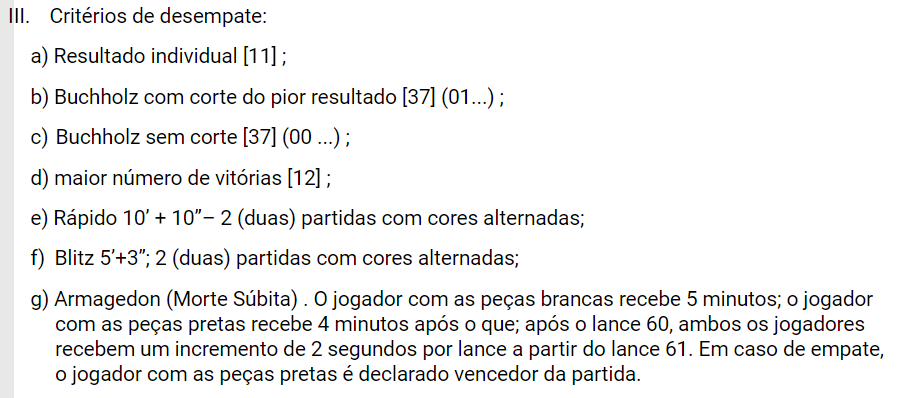 III. Critérios de desempate:
a) Resultado individual [11] ;
b) Buchholz com corte do pior resultado [37] (01...) ;
c) Buchholz sem corte [37] (00 ...) ;
d) maior número de vitórias [12] ;
e) Rápido 10’ + 10”– 2 (duas) partidas com cores alternadas;
f) Blitz 5’+3”; 2 (duas) partidas com cores alternadas;
g) Armagedon (Morte Súbita) . O jogador com as peças brancas recebe 5 minutos; o jogador
com as peças pretas recebe 4 minutos após o que; após o lance 60, ambos os jogadores
recebem um incremento de 2 segundos por lance a partir do lance 61. Em caso de empate,
o jogador com as peças pretas é declarado vencedor da partida.